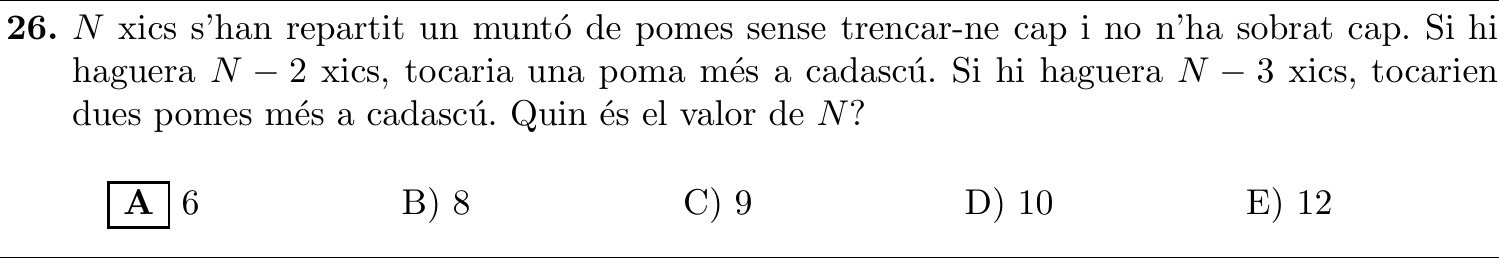 26. N xics s'han repartit un muntó de pomes sense trencar-ne cap i no n'ha sobrat cap. Si hi
haguera N − 2 xics, tocaria una poma més a cadascú. Si hi haguera N − 3 xics, tocarien
dues pomes més a cadascú. Quin és el valor de N?
A 6 B) 8 C) 9 D) 10 E) 12